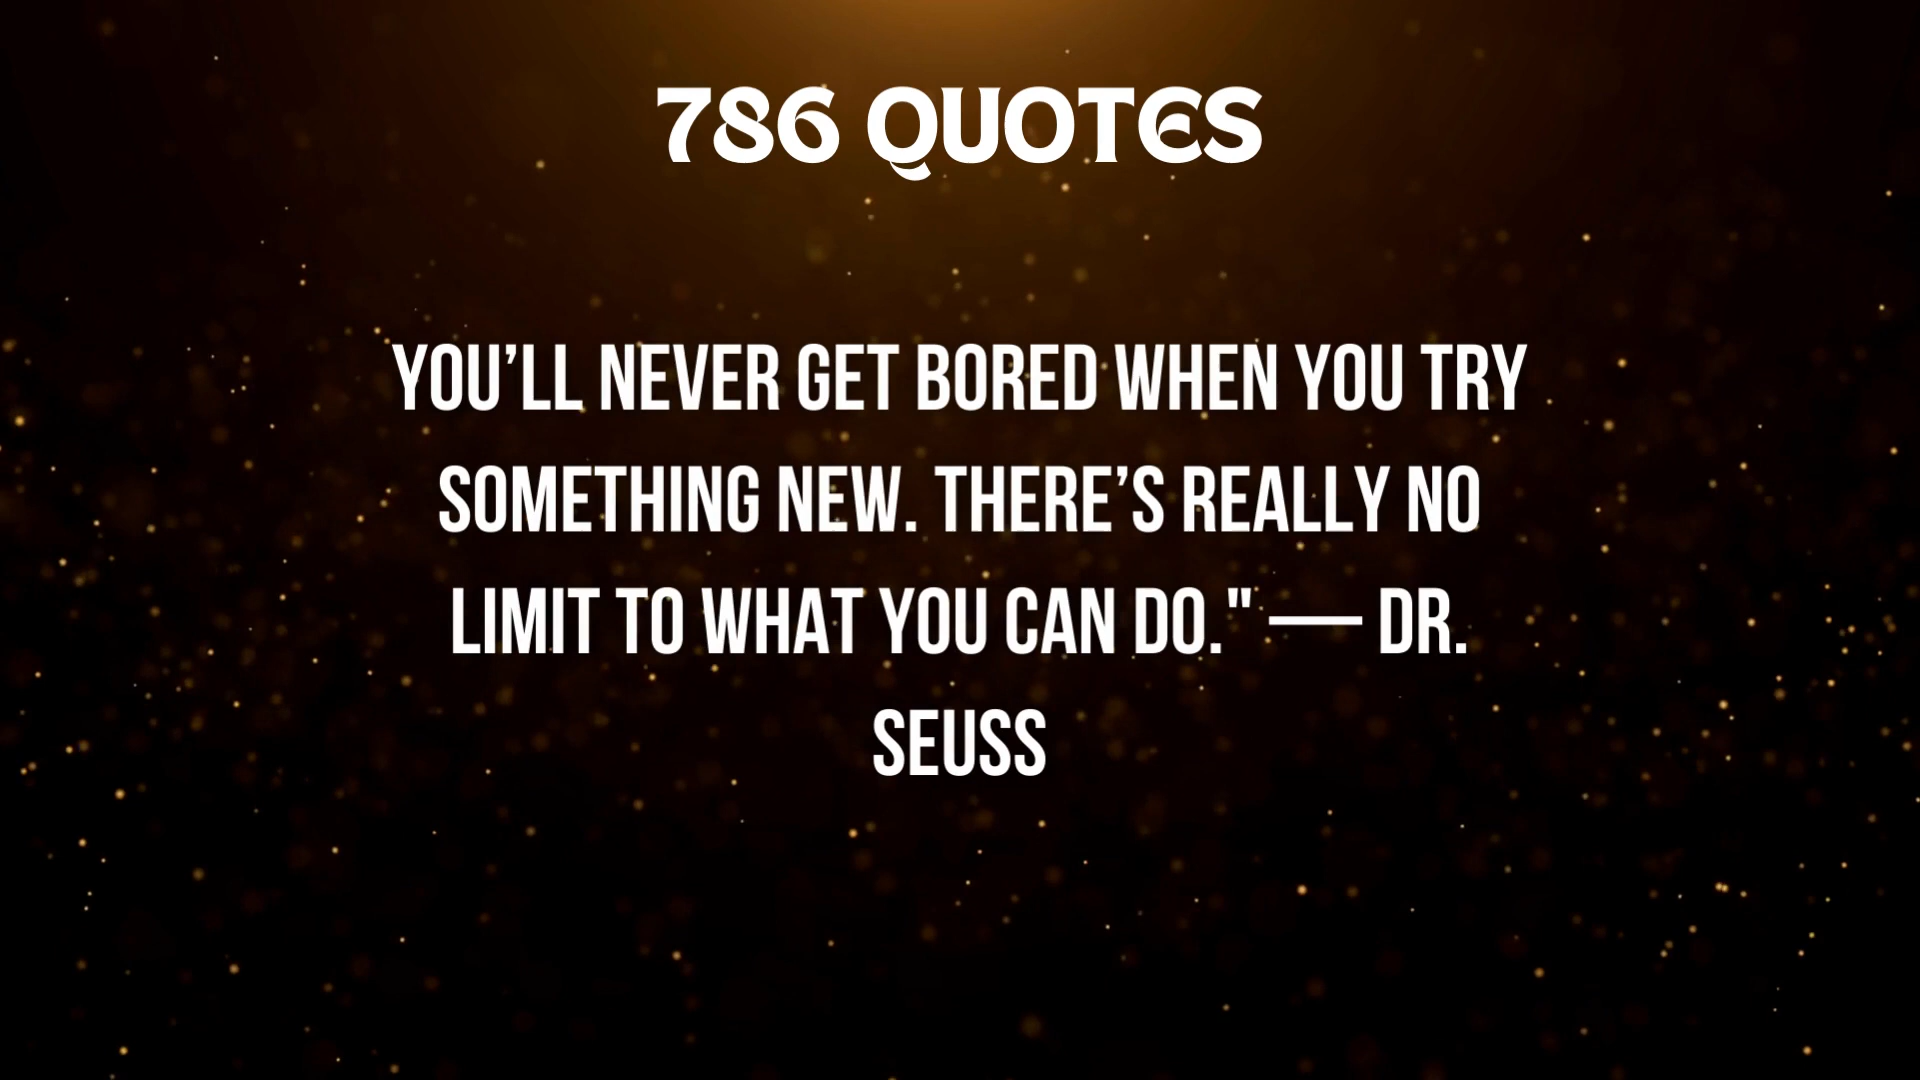 786 QUOTES
YOU’LL NEVER GET BORED WHEN YOU TRY
SOMETHING NEW. THERE’S REALLY NO
LIMIT TO WHAT YOU CAN DO." — DR.
SEUSS